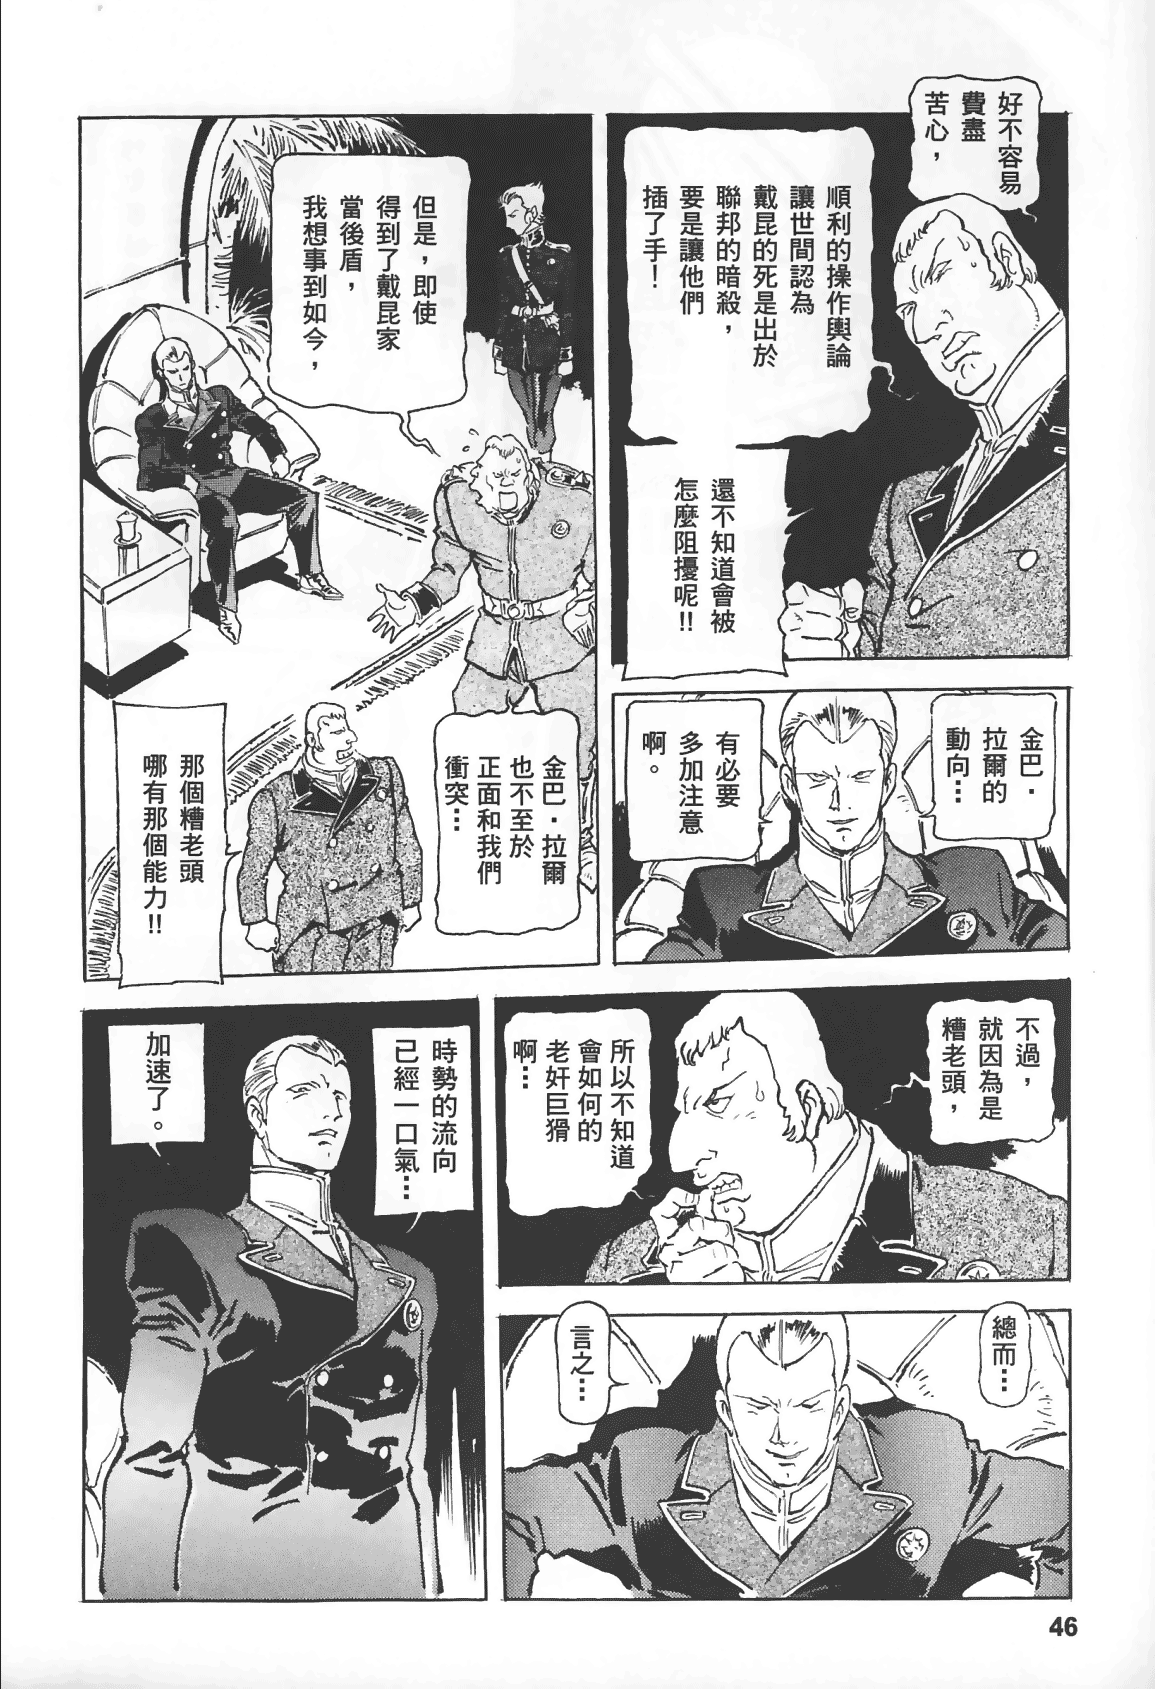 好不容易
費盡
苦心，
順利的操作輿論
讓世間認為
戴昆的死是出於
聯邦的暗殺，
要是讓他們
插了手！
還不知道會被
怎麼阻擾呢!!
金巴．
拉爾的
動向…
有必要
多加注意
啊。
但是，即使
得到了戴昆家
當後盾，
我想事到如今，
金巴．拉爾
也不至於
正面和我們
衝突…
那個糟老頭
哪有那個能力!!
不過，
就因為是
糟老頭，
所以不知道
會如何的
老奸巨猾
啊…
總而…
言之…
時勢的流向
已經一口氣…
加速了。
46